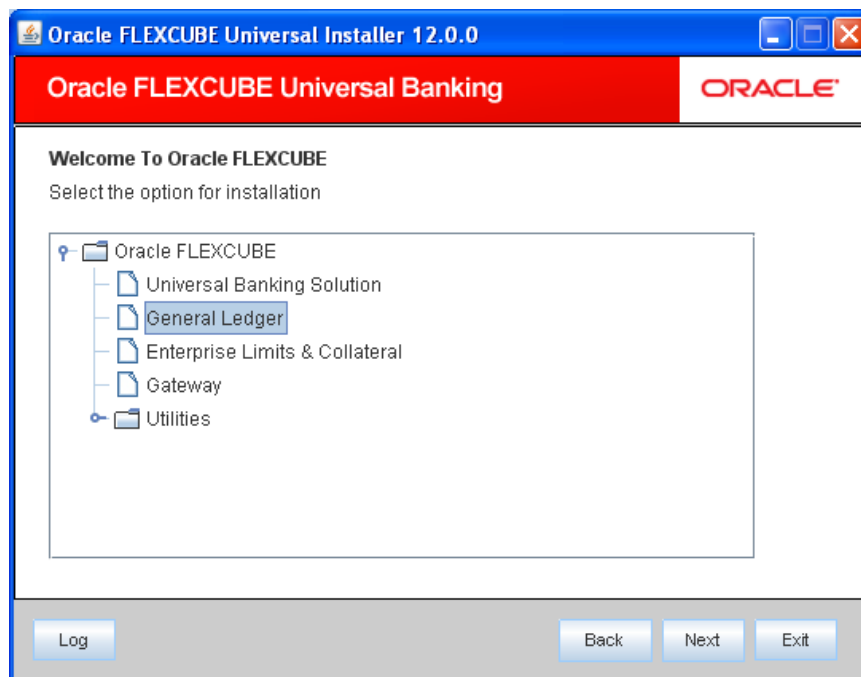 Oracle FLEXCUBE Universal Installer 12.0.0
Oracle FLEXCUBE Universal Banking
ORACLE
Welcome To Oracle FLEXCUBE
Select the option for installation
Oracle FLEXCUBE
Universal Banking Solution
General Ledger
Enterprise Limits & Collateral
Gateway
Utilities
Log
Back
Next
Exit